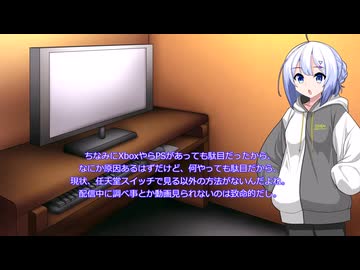 ちなみにXboxやらPSがあっても駄目だったから、
なにか原因あるはずだけど、何やっても駄目だから、
現状、任天堂スイッチで見る以外の方法がないんだよね。
配信中に調べ事とか動画見られないのは致命的だし。